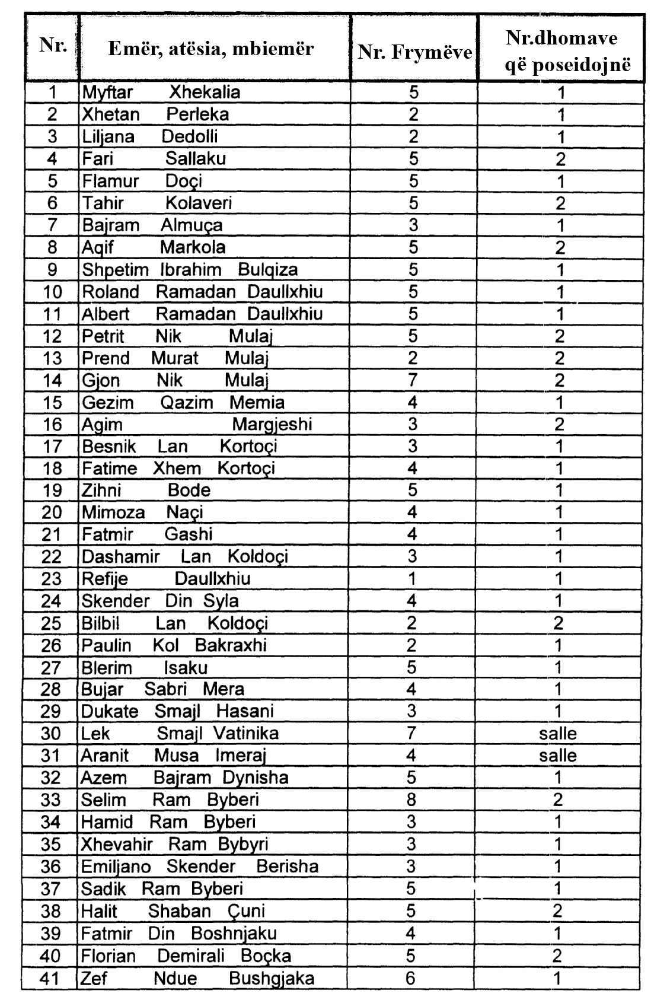 Nr. Emër, atësia, mbiemër Nr. Frymëve Nr.dhomave që poseidojnë
1 Myftar Xhekalia 5 1
2 Xhetan Perleka 2 1
3 Liljana Dedolli 2 1
4 Fari Sallaku 5 2
5 Flamur Doçi 5 1
6 Tahir Kolaveri 5 2
7 Bajram Almuça 3 1
8 Aqif Markola 5 2
9 Shpetim Ibrahim Bulqiza 5 1
10 Roland Ramadan Daullxhiu 5 1
11 Albert Ramadan Daullxhiu 5 1
12 Petrit Nik Mulaj 5 2
13 Prend Murat Mulaj 2 2
14 Gjon Nik Mulaj 7 2
15 Gezim Qazim Memia 4 1
16 Agim Margjeshi 3 2
17 Besnik Lan Kortoçi 3 1
18 Fatime Xhem Kortoçi 4 1
19 Zihni Bode 5 1
20 Mimoza Naçi 4 1
21 Fatmir Gashi 4 1
22 Dashamir Lan Koldoçi 3 1
23 Refije Daullxhiu 1 1
24 Skender Din Syla 4 1
25 Bilbil Lan Koldoçi 2 2
26 Paulin Kol Bakraxhi 2 1
27 Blerim Isaku 5 1
28 Bujar Sabri Mera 4 1
29 Dukate Smajl Hasani 3 1
30 Lek Smajl Vatinika 7 salle
31 Aranit Musa Imeraj 4 salle
32 Azem Bajram Dynisha 5 1
33 Selim Ram Byberi 8 2
34 Hamid Ram Byberi 3 1
35 Xhevahir Ram Bybyri 3 1
36 Emiljano Skender Berisha 3 1
37 Sadik Ram Byberi 5 1
38 Halit Shaban Çuni 5 2
39 Fatmir Din Boshnjaku 4 1
40 Florian Demirali Boçka 5 2
41 Zef Ndue Bushgjaka 6 1